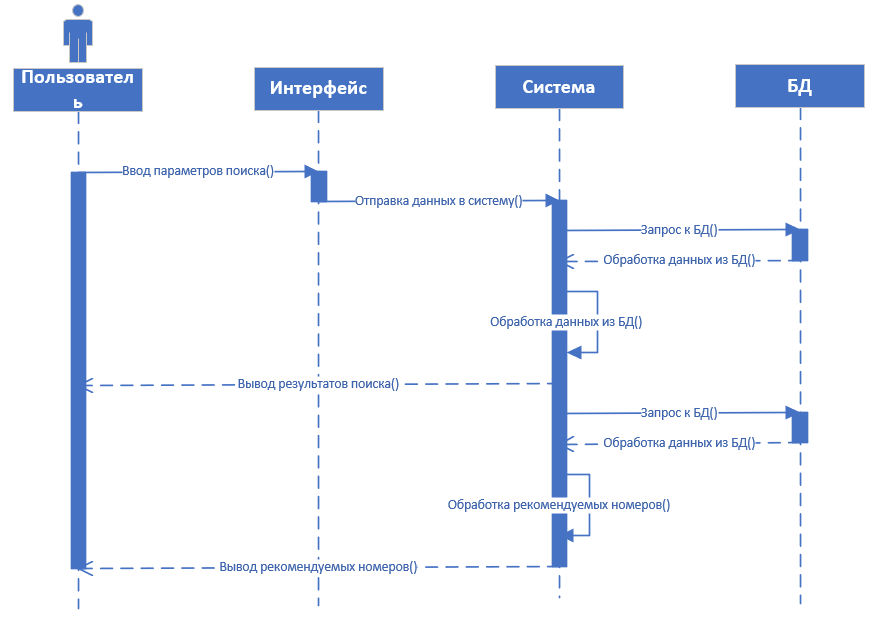 Пользовател
ь
Интерфейс
Система
БД
Ввод параметров поиска()
Отправка данных в систему()
Запрос к БД()
Обработка данных из БД()
Обработка данных из БД()
Вывод результатов поиска()
Запрос к БД()
Обработка данных из БД()
Обработка рекомендуемых номеров()
Вывод рекомендуемых номеров()